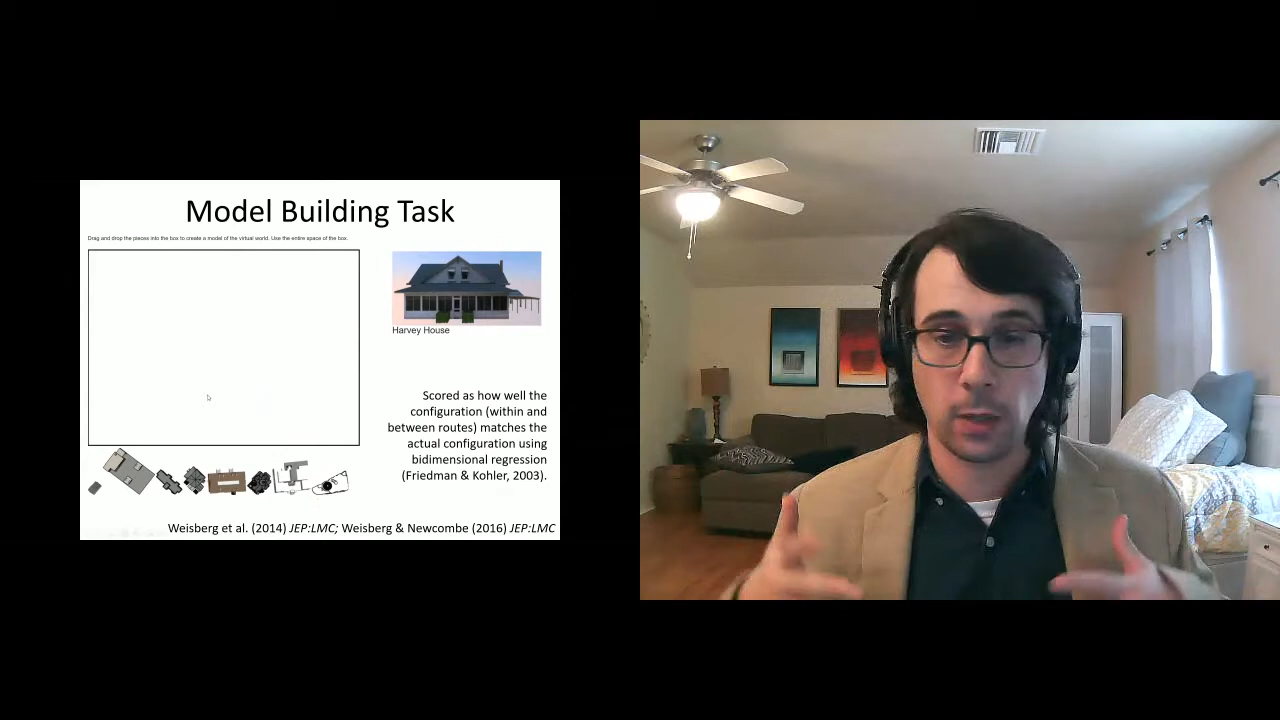 Model Building Task
Drag and drop the pieces into the box to create a model of the virtual world. Use the entire space of the box.
Harvey House
Scored as how well the
configuration (within and
between routes) matches the
actual configuration using
bidimensional regression
(Friedman & Kohler, 2003).
Weisberg et al. (2014) JEP:LMC; Weisberg & Newcombe (2016) JEP:LMC